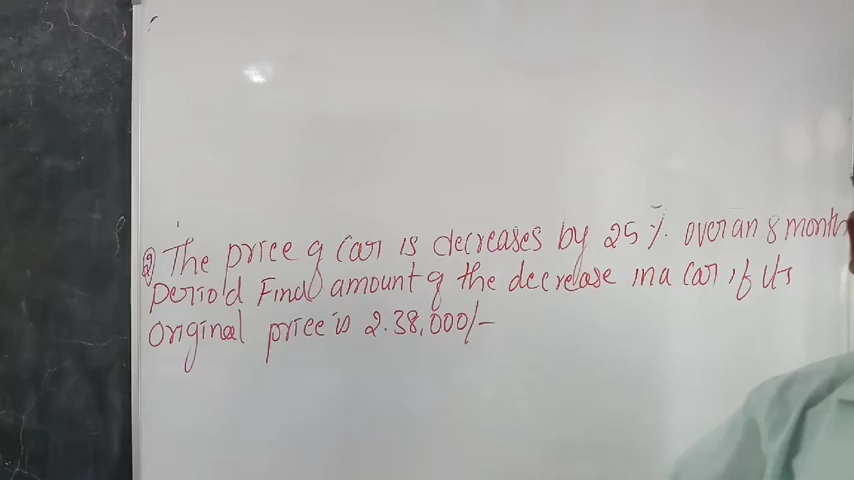 2) The price of Car is decreases by 25 %. over an 8 month
period Find amount of the decrease in a Car if its
Original price is 2.38,000/-